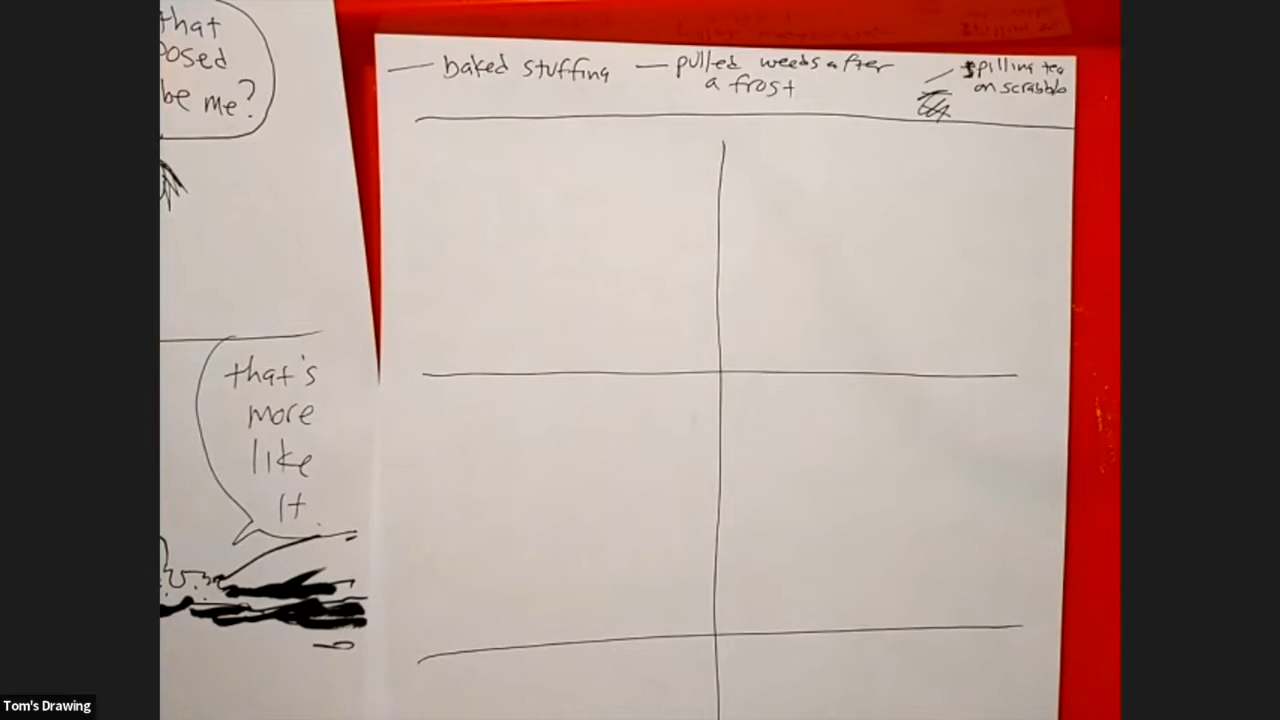 that
posed
be me?
that's
more
like
it.
— baked stuffing
— pulled weeds after
a frost
— spilling tea
on scrabble
Tom's Drawing